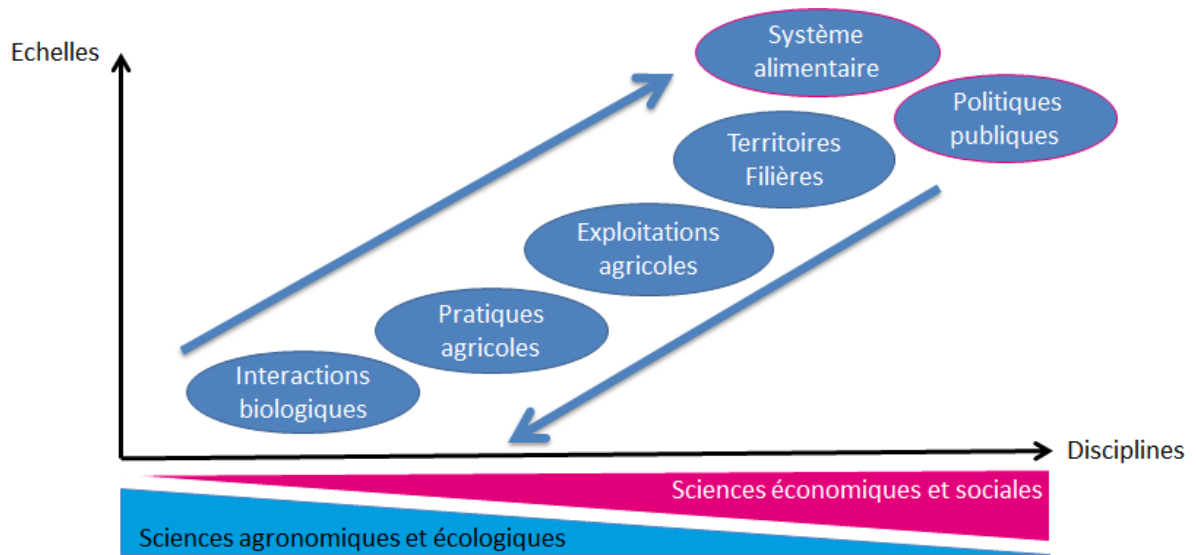 Echelles
Système
alimentaire
Politiques
publiques
Territoires
Filières
Exploitations
agricoles
Pratiques
agricoles
Interactions
biologiques
Disciplines
Sciences économiques et sociales
Sciences agronomiques et écologiques